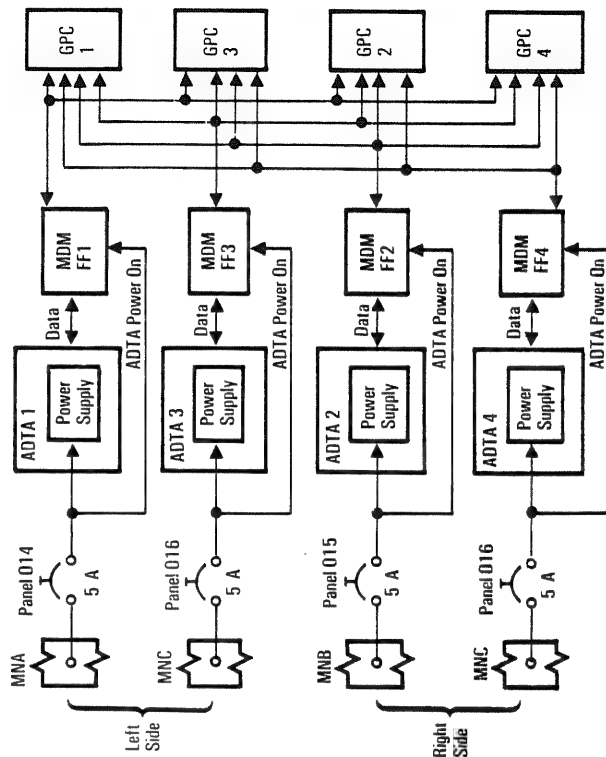 GPC
1
GPC
3
GPC
2
GPC
4
MDM
FF1
MDM
FF3
MDM
FF2
MDM
FF4
Data
ADTA Power On
Data
ADTA Power On
Data
ADTA Power On
Data
ADTA Power On
ADTA 1
Power
Supply
ADTA 3
Power
Supply
ADTA 2
Power
Supply
ADTA 4
Power
Supply
Panel O14
5 A
Panel O16
5 A
Panel O15
5 A
Panel O16
5 A
MNA
MNC
MNB
MNC
Left
Side
Right
Side